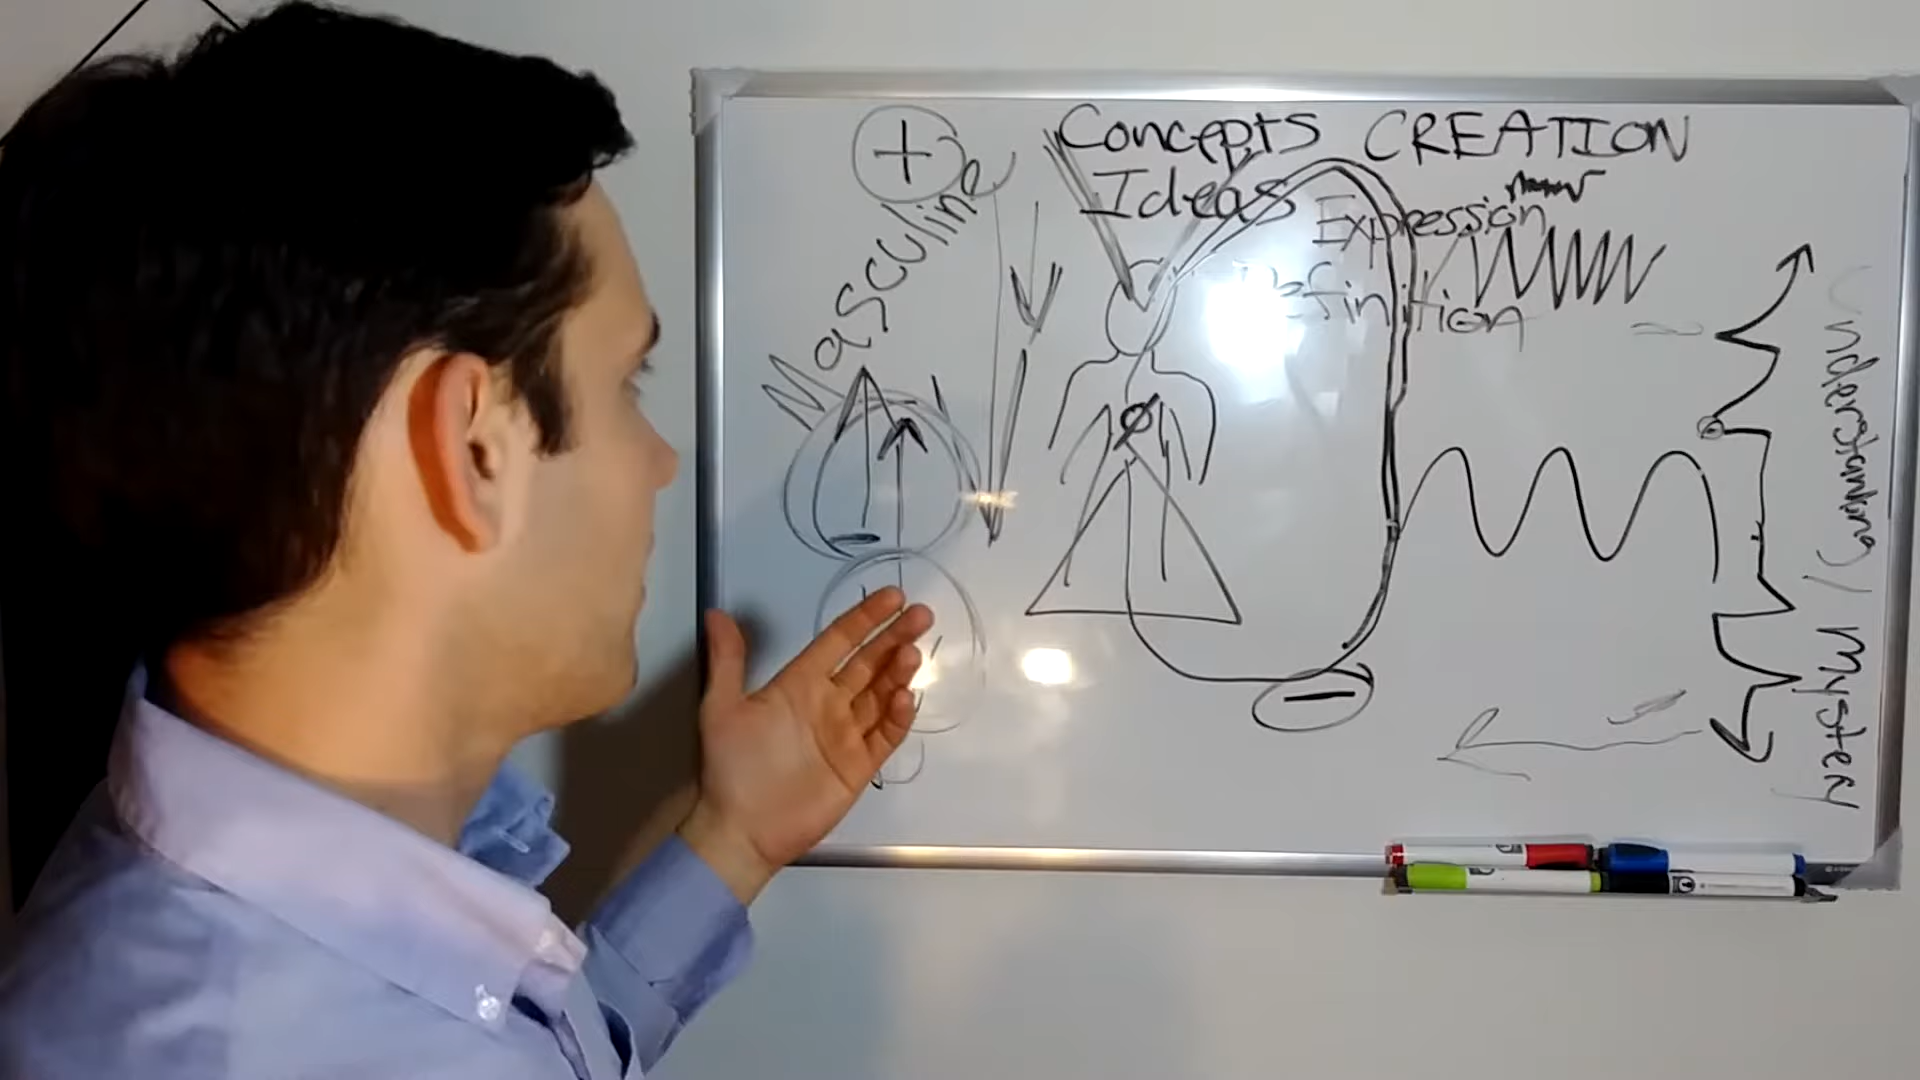 +
Masculine
Concepts
Ideas
CREATION
Expression
Definition
Understanding / Mystery